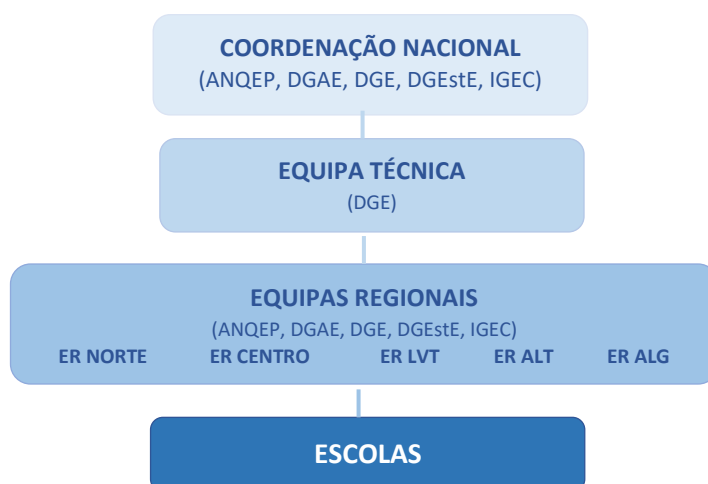 COORDENAÇÃO NACIONAL
(ANQEP, DGAE, DGE, DGEstE, IGEC)
EQUIPA TÉCNICA
(DGE)
EQUIPAS REGIONAIS
(ANQEP, DGAE, DGE, DGEstE, IGEC)
ER NORTE ER CENTRO ER LVT ER ALT ER ALG
ESCOLAS